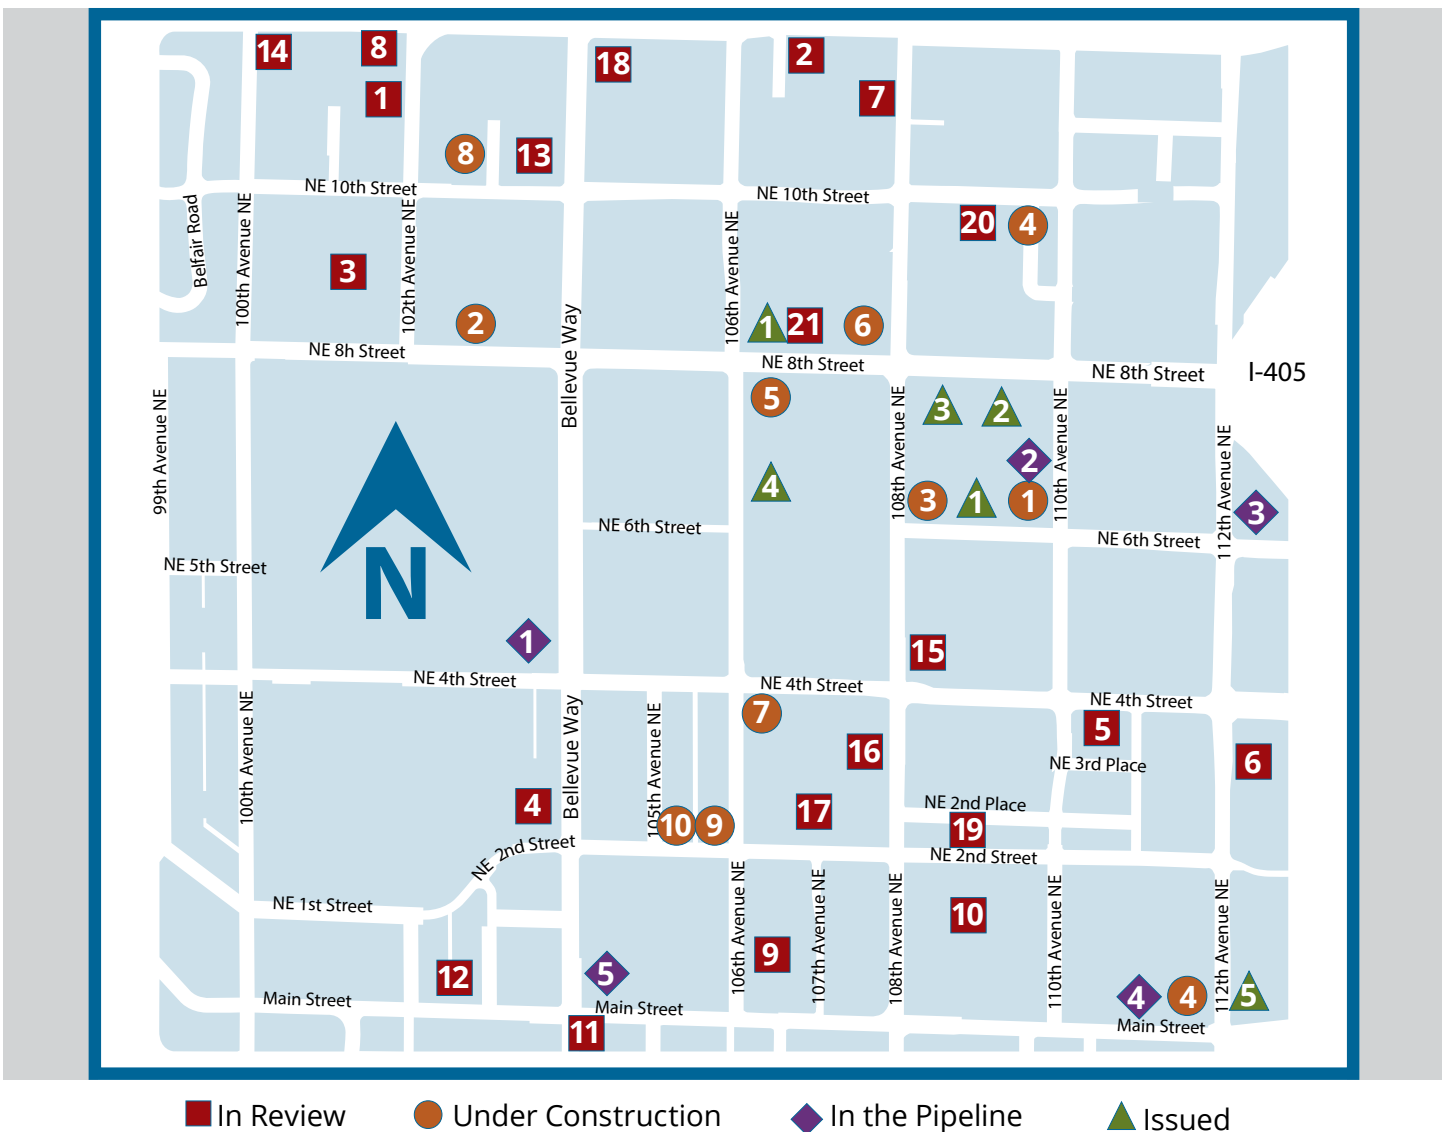 14
8
18
2
1
7
8
13
NE 10th Street
NE 10th Street
Belfair Road
100th Avenue NE
102th Avenue NE
106th Avenue NE
20
4
3
2
Bellevue Way
1
21
6
NE 8h Street
NE 8th Street
NE 8th Street
I-405
99th Avenue NE
5
3
2
108th Avenue NE
110th Avenue NE
112th Avenue NE
2
4
3
1
1
3
N
NE 6th Street
NE 6th Street
NE 5th Street
1
15
NE 4th Street
NE 4th Street
NE 4th Street
100th Avenue NE
Bellevue Way
105th Avenue NE
7
16
5
6
NE 3rd Place
4
17
NE 2nd Place
10
9
19
NE 2nd Street
NE 2nd Street
NE 1st Street
106th Avenue NE
107th Avenue NE
108th Avenue NE
110th Avenue NE
112th Avenue NE
10
9
12
5
4
4
5
Main Street
Main Street
Main Street
11
In Review
Under Construction
In the Pipeline
Issued